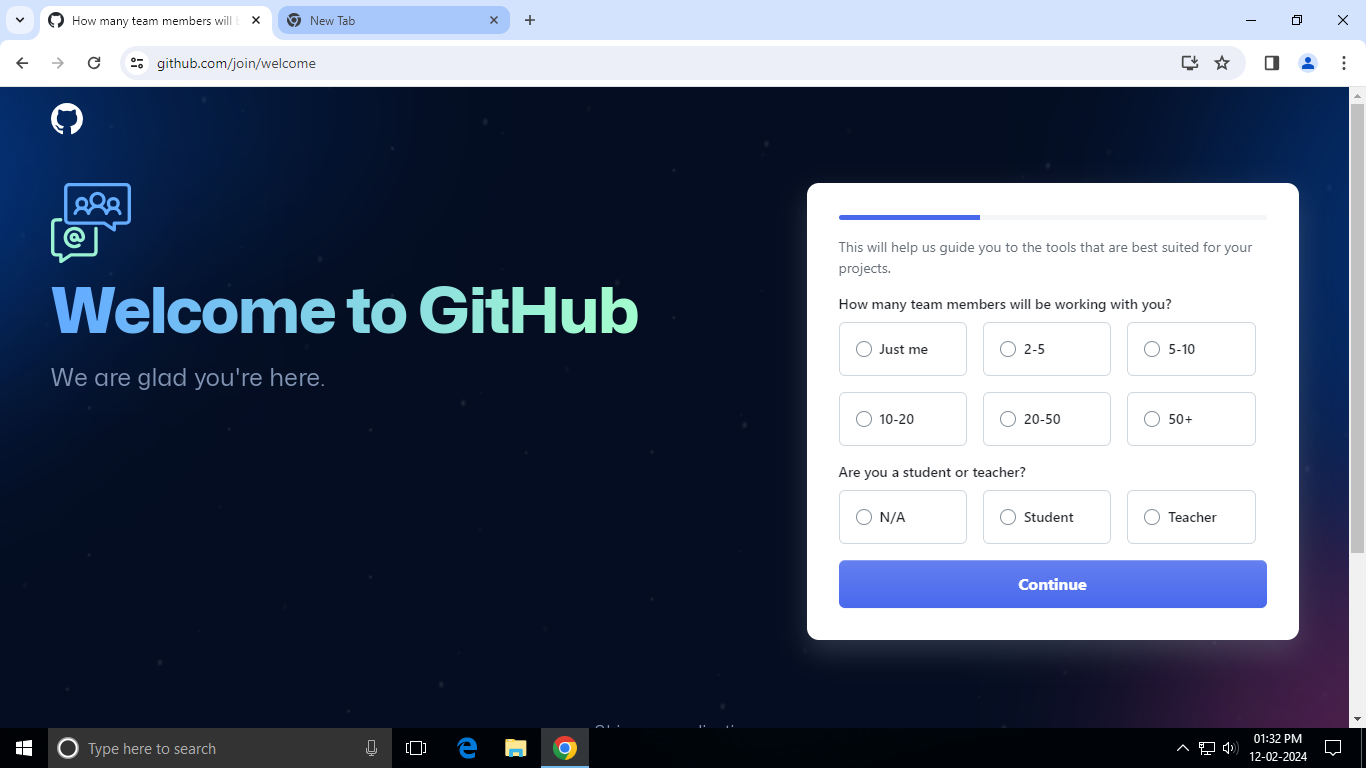 How many team members will
New Tab
github.com/join/welcome
@
Welcome to GitHub
We are glad you're here.
This will help us guide you to the tools that are best suited for your
projects.
How many team members will be working with you?
Just me
2-5
5-10
10-20
20-50
50+
Are you a student or teacher?
N/A
Student
Teacher
Continue
Type here to search
01:32 PM
12-02-2024